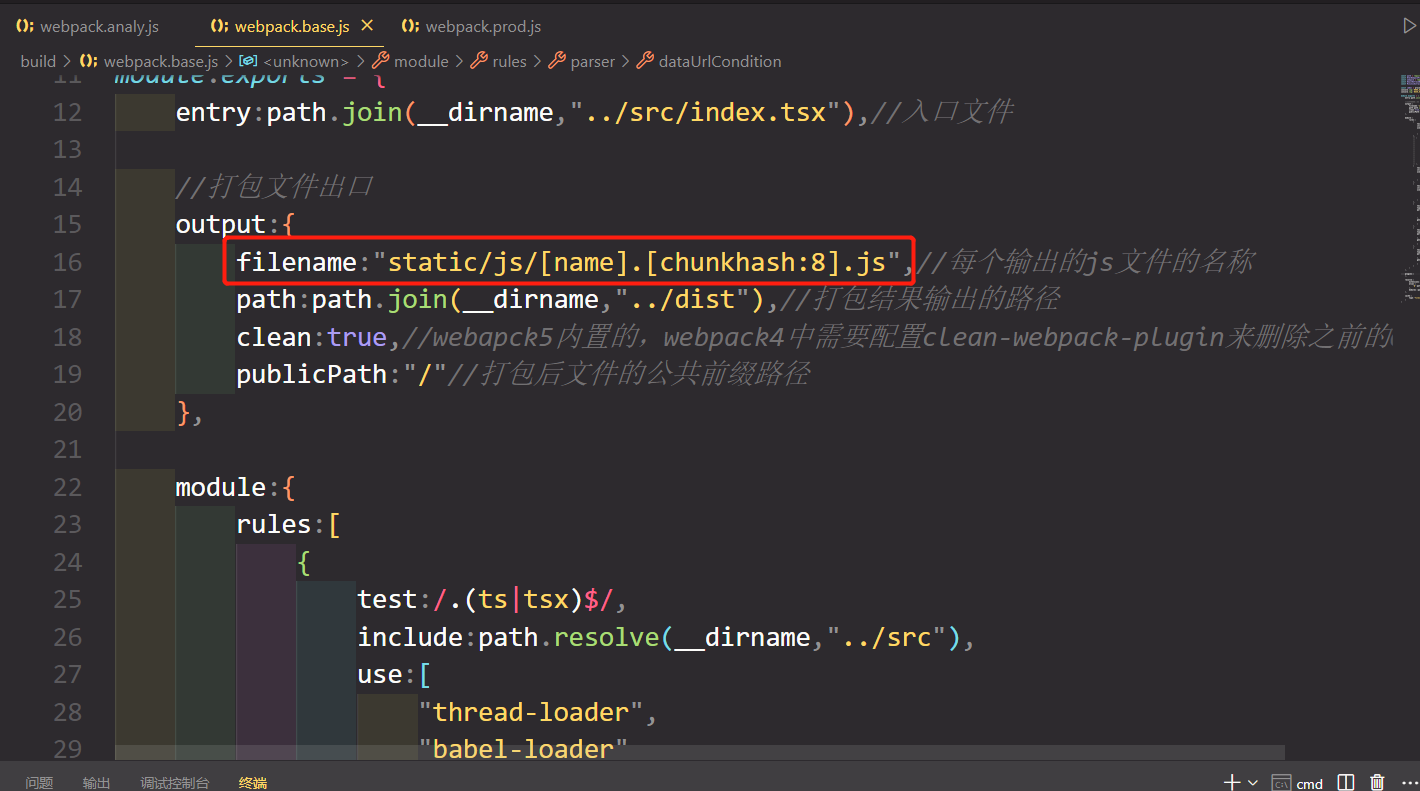 webpack.analy.js webpack.base.js webpack.prod.js
build > webpack.base.js > <unknown> > module > rules > parser > dataUrlCondition
11 module.exports = {
12 entry:path.join(__dirname,"../src/index.tsx"),//入口文件
13
14 //打包文件出口
15 output:{
16 filename:"static/js/[name].[chunkhash:8].js",//每个输出的js文件的名称
17 path:path.join(__dirname,"../dist"),//打包结果输出的路径
18 clean:true,//webapck5内置的，webpack4中需要配置clean-webpack-plugin来删除之前的
19 publicPath:"/"//打包后文件的公共前缀路径
20 },
21
22 module:{
23 rules:[
24 {
25 test:/.(ts|tsx)$/,
26 include:path.resolve(__dirname,"../src"),
27 use:[
28 "thread-loader",
29 "babel-loader"
问题 输出 调试控制台 终端 cmd